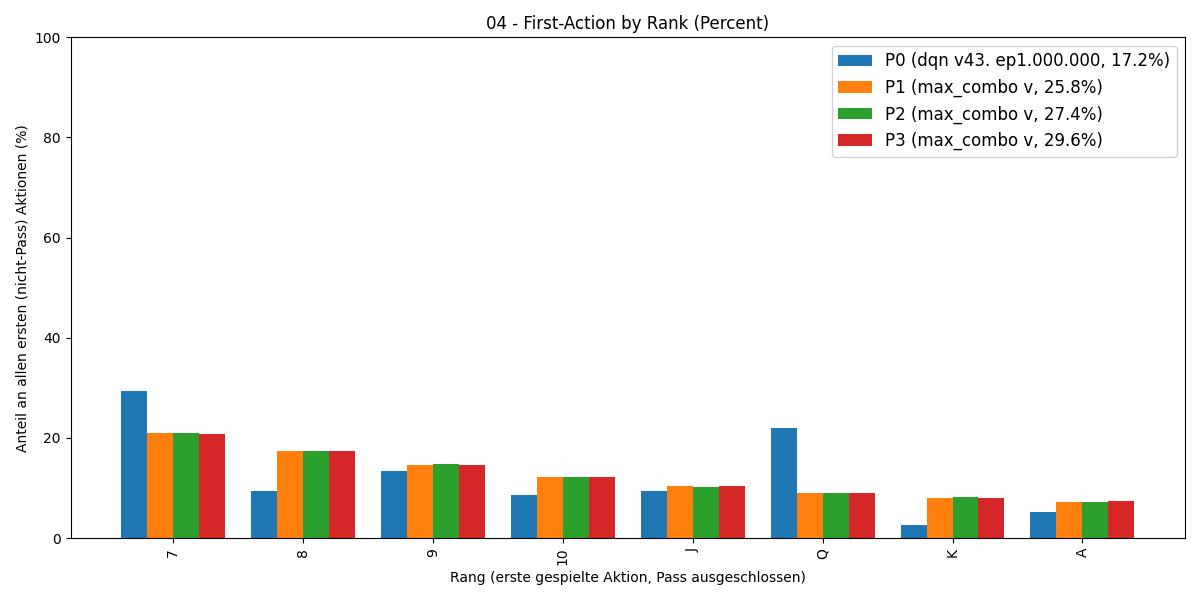 04 - First-Action by Rank (Percent)
Anteil an allen ersten (nicht-Pass) Aktionen (%)
100
80
60
40
20
0
P0 (dqn v43. ep1.000.000, 17.2%)
P1 (max_combo v, 25.8%)
P2 (max_combo v, 27.4%)
P3 (max_combo v, 29.6%)
7
8
9
10
J
Q
K
A
Rang (erste gespielte Aktion, Pass ausgeschlossen)